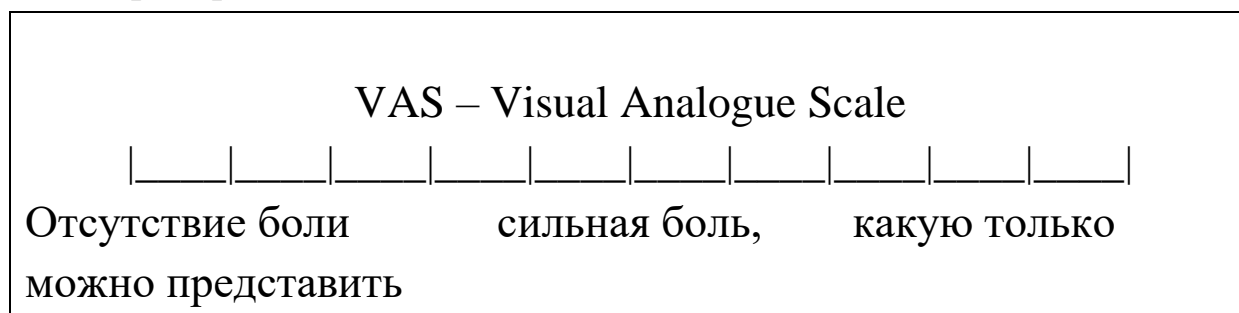 VAS – Visual Analogue Scale
|____|____|____|____|____|____|____|____|____|____|
Отсутствие боли сильная боль, какую только
можно представить